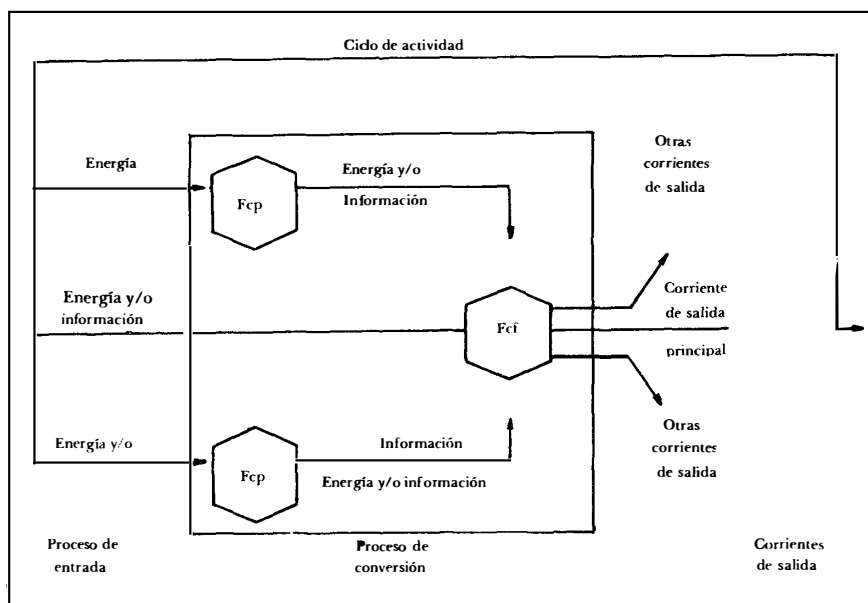 Ciclo de actividad
Energía
Fcp
Energía y/o
Información
Otras
corrientes
de salida
Energía y/o
información
Fcf
Corriente
de salida
principal
Energía y/o
Fcp
Información
Energía y/o información
Otras
corrientes
de salida
Proceso de
entrada
Proceso de
conversión
Corrientes
de salida